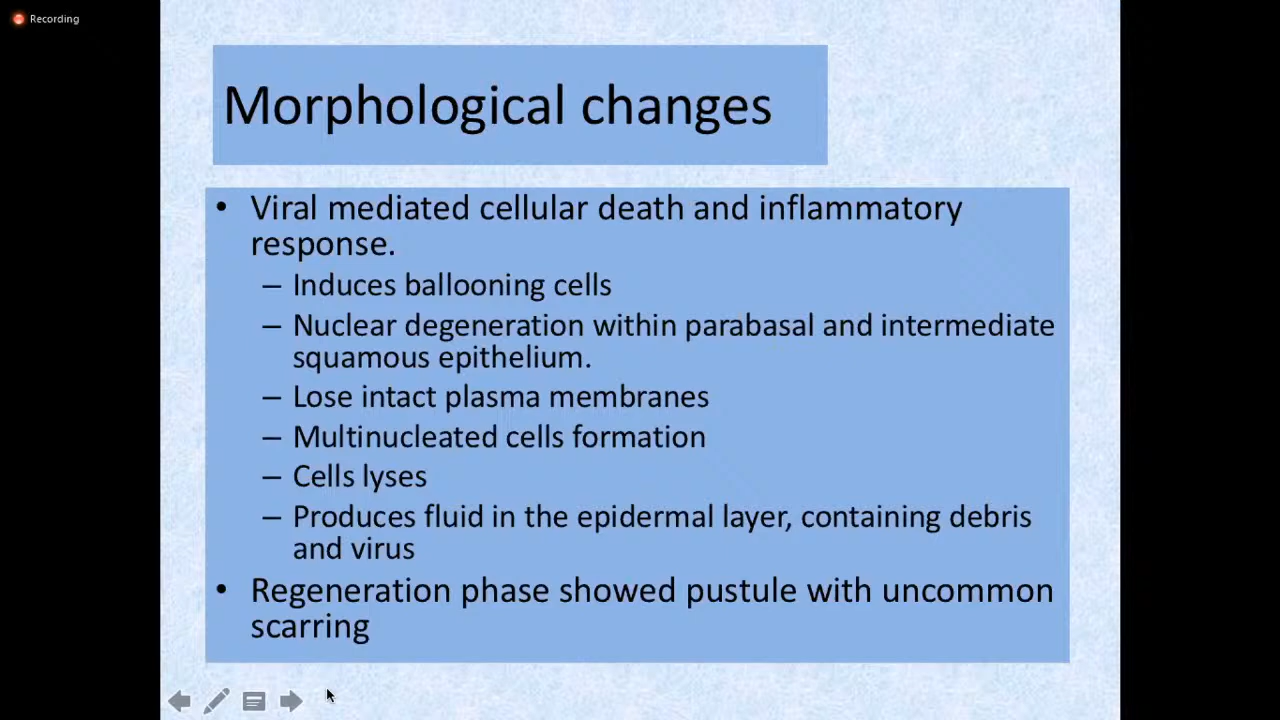 Recording
Morphological changes
• Viral mediated cellular death and inflammatory
response.
– Induces ballooning cells
– Nuclear degeneration within parabasal and intermediate
squamous epithelium.
– Lose intact plasma membranes
– Multinucleated cells formation
– Cells lyses
– Produces fluid in the epidermal layer, containing debris
and virus
• Regeneration phase showed pustule with uncommon
scarring